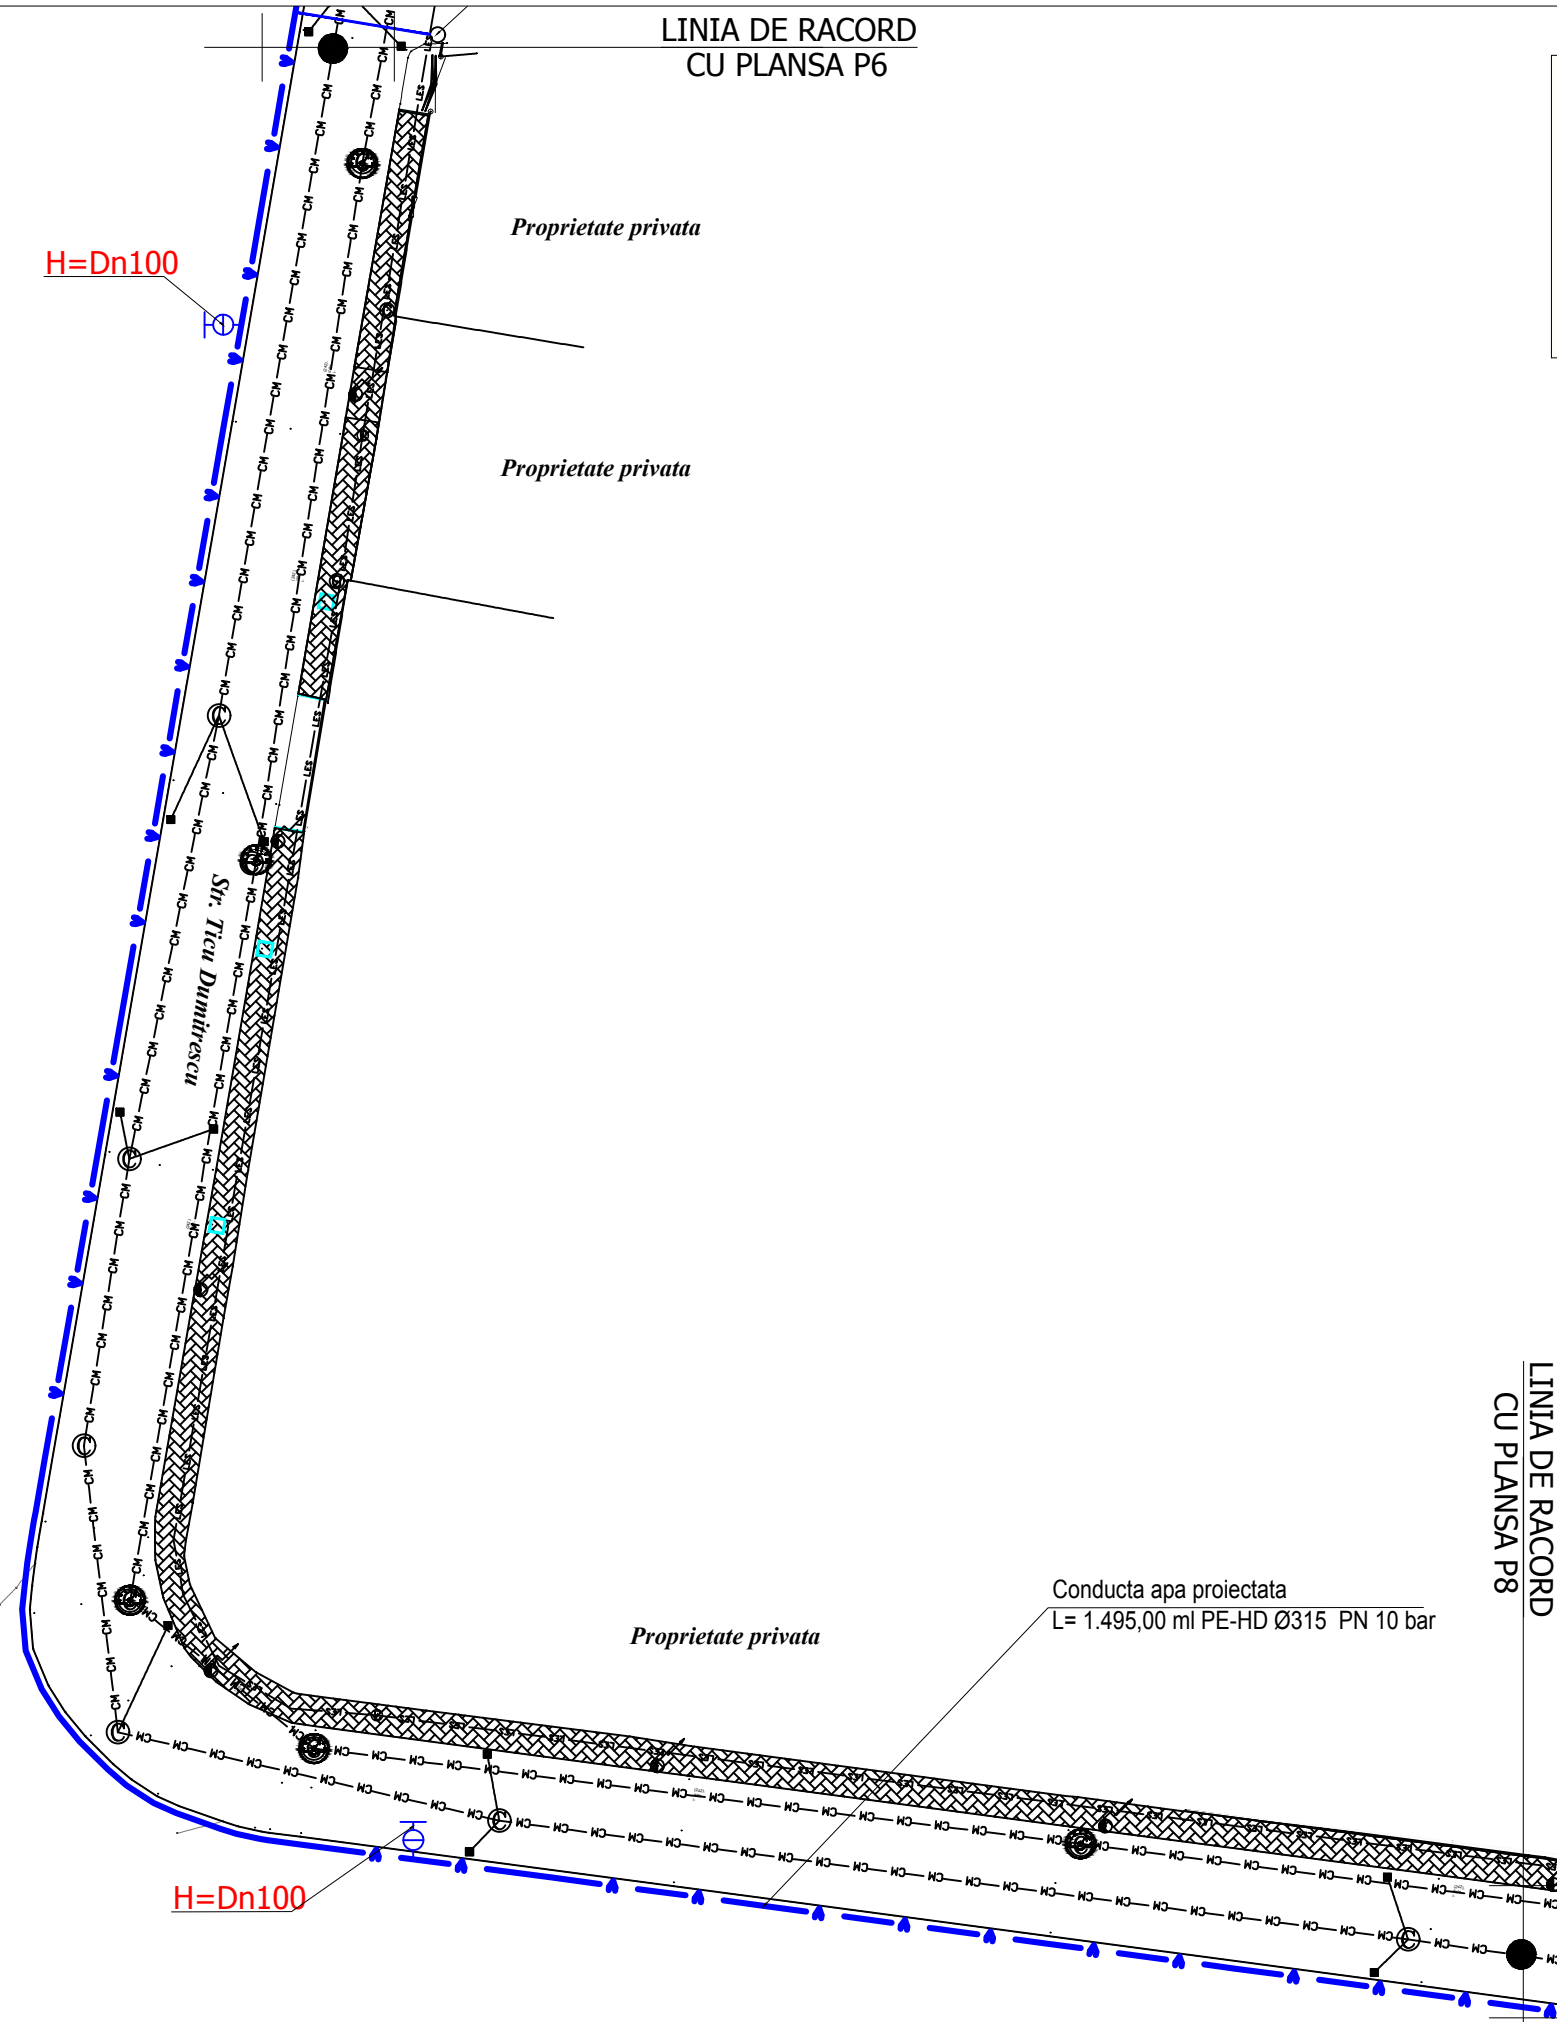 LINIA DE RACORD
CU PLANSA P6
Proprietate privata
H=Dn100
Proprietate privata
Str. Ticu Dumitrescu
LINIA DE RACORD
CU PLANSA P8
Conducta apa proiectata
L= 1.495,00 ml PE-HD Ø315 PN 10 bar
Proprietate privata
H=Dn100